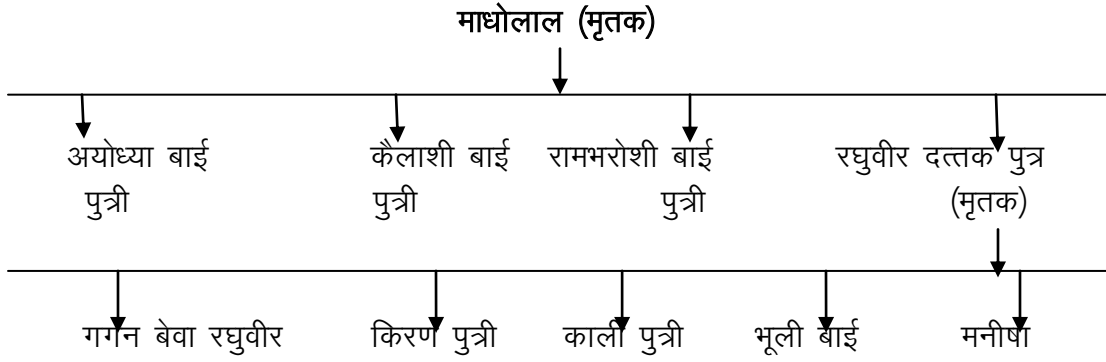 माधोलाल (मृतक)
अयोध्या बाई कैलाशी बाई रामभरोशी बाई रघुवीर दत्तक पुत्र
पुत्री पुत्री पुत्री (मृतक)
गगन बेवा रघुवीर किरण पुत्री काली पुत्री भूली बाई मनीषा